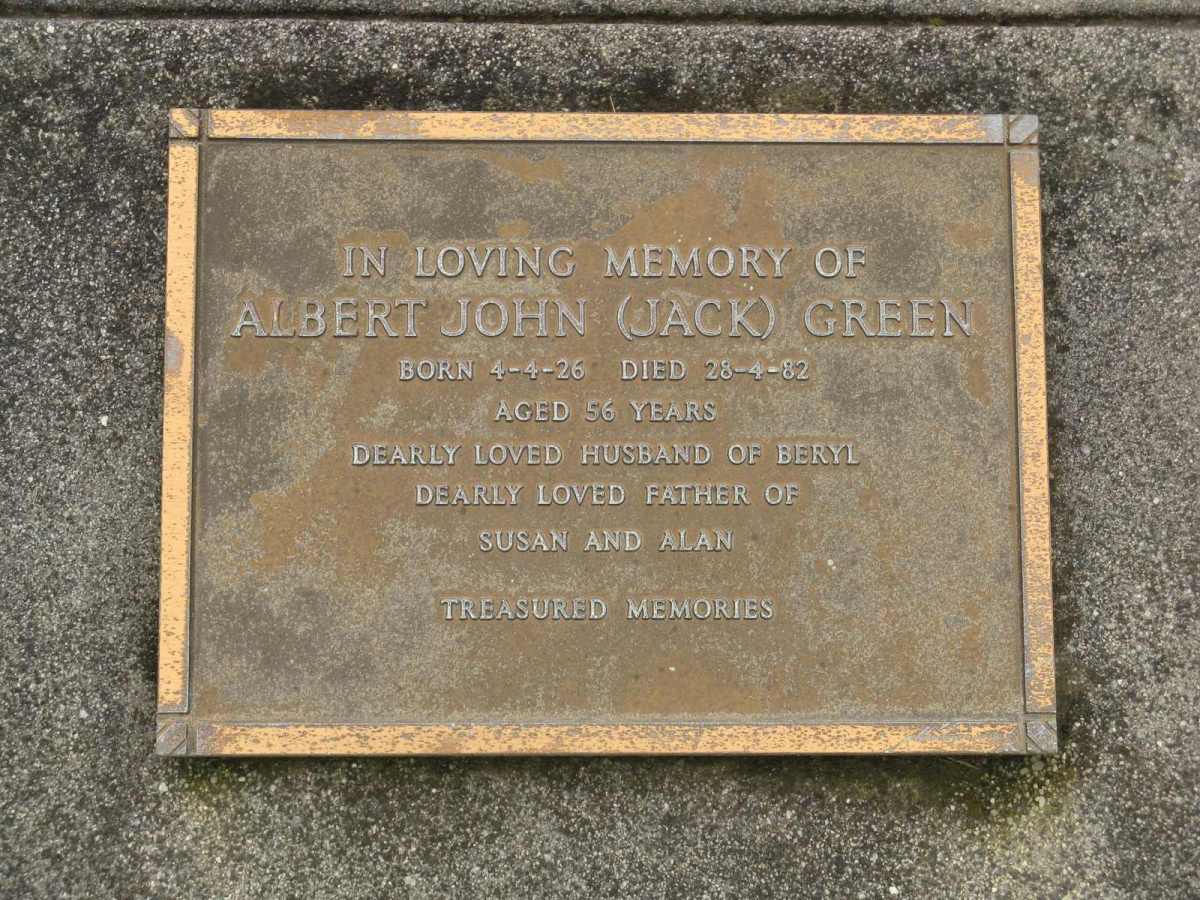 IN LOVING MEMORY OF
ALBERT JOHN (JACK) GREEN
BORN 4-4-26 DIED 28-4-82
AGED 56 YEARS
DEARLY LOVED HUSBAND OF BERYL
DEARLY LOVED FATHER OF
SUSAN AND ALAN
TREASURED MEMORIES